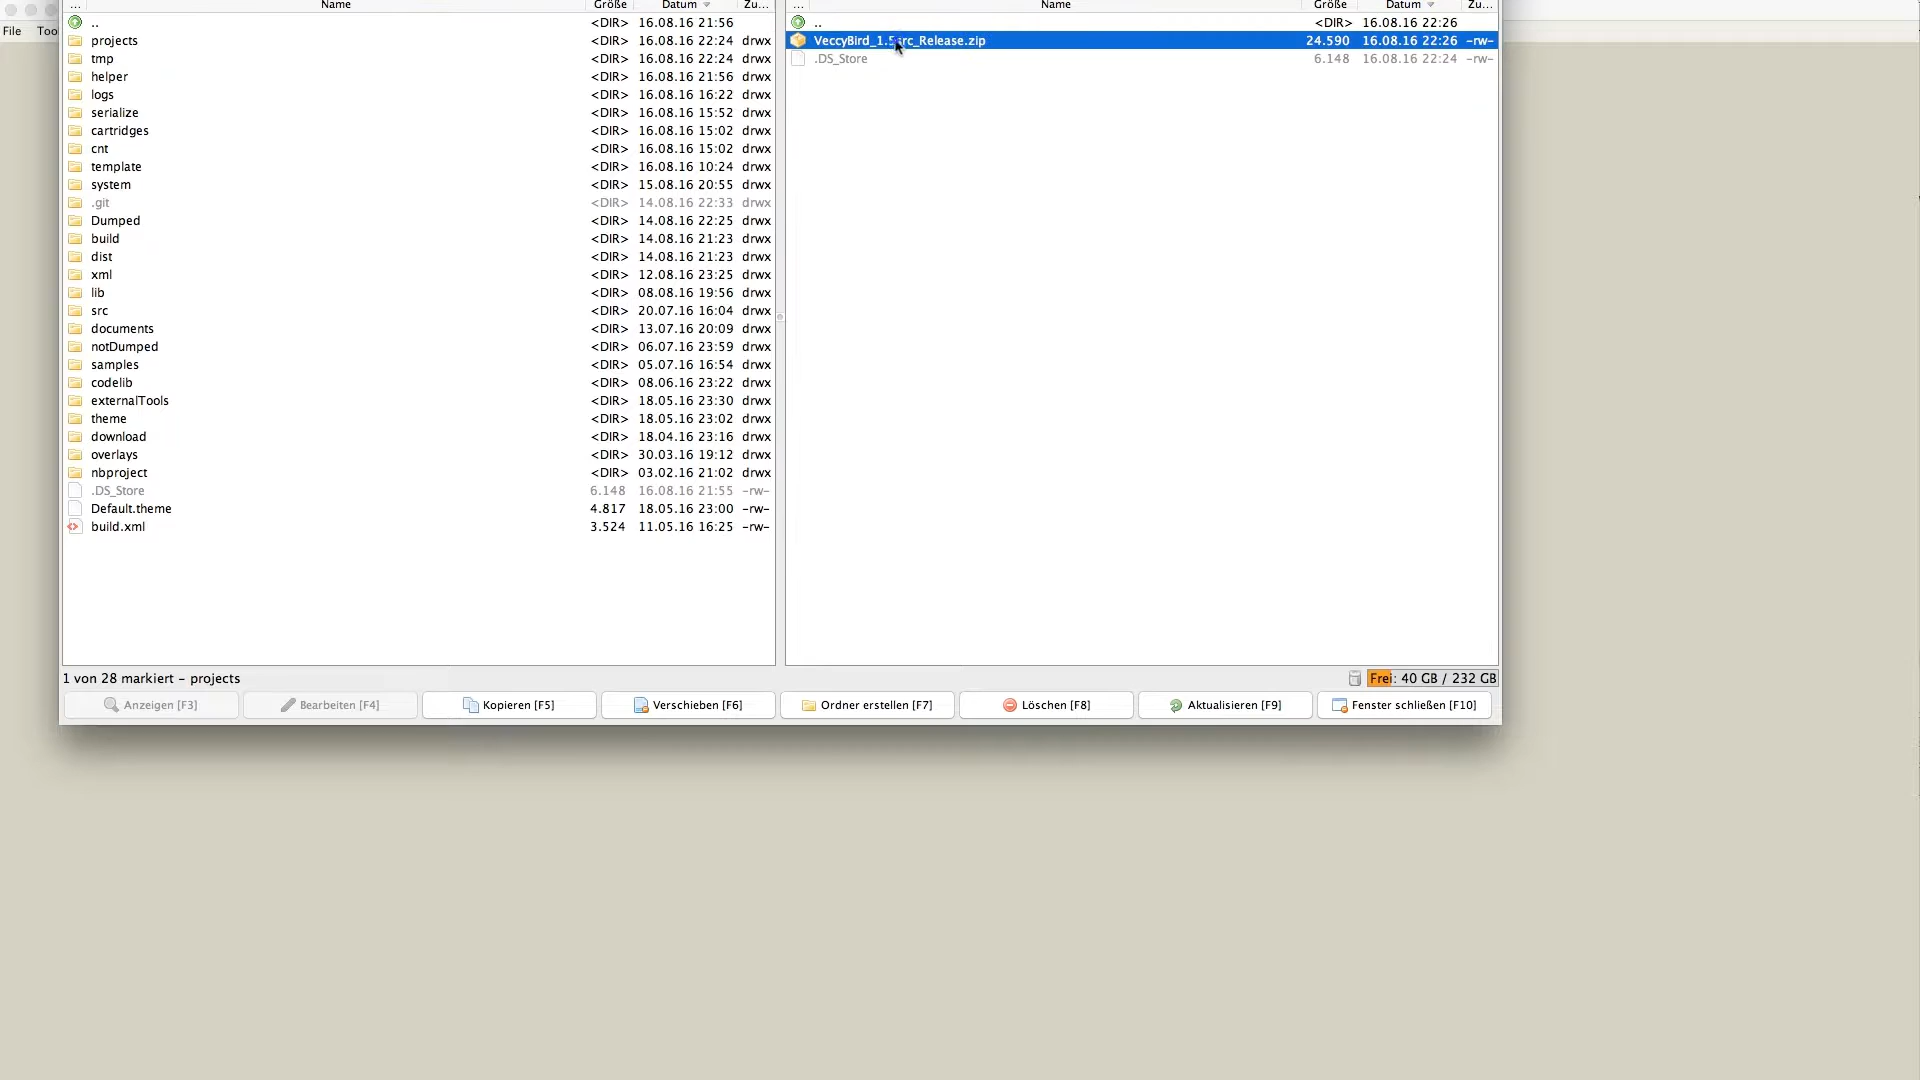 File Too
... Name Größe Datum Zu...
.. <DIR> 16.08.16 21:56
projects <DIR> 16.08.16 22:24 drwx
tmp <DIR> 16.08.16 22:24 drwx
helper <DIR> 16.08.16 21:56 drwx
logs <DIR> 16.08.16 16:22 drwx
serialize <DIR> 16.08.16 15:52 drwx
cartridges <DIR> 16.08.16 15:02 drwx
cnt <DIR> 16.08.16 15:02 drwx
template <DIR> 16.08.16 10:24 drwx
system <DIR> 15.08.16 20:55 drwx
.git <DIR> 14.08.16 22:33 drwx
Dumped <DIR> 14.08.16 22:25 drwx
build <DIR> 14.08.16 21:23 drwx
dist <DIR> 14.08.16 21:23 drwx
xml <DIR> 12.08.16 23:25 drwx
lib <DIR> 08.08.16 19:56 drwx
src <DIR> 20.07.16 16:04 drwx
documents <DIR> 13.07.16 20:09 drwx
notDumped <DIR> 06.07.16 23:59 drwx
samples <DIR> 05.07.16 16:54 drwx
codelib <DIR> 08.06.16 23:22 drwx
externalTools <DIR> 18.05.16 23:30 drwx
theme <DIR> 18.05.16 23:02 drwx
download <DIR> 18.04.16 23:16 drwx
overlays <DIR> 30.03.16 19:12 drwx
nbproject <DIR> 03.02.16 21:02 drwx
.DS_Store 6.148 16.08.16 21:55 -rw-
Default.theme 4.817 18.05.16 23:00 -rw-
build.xml 3.524 11.05.16 16:25 -rw-
... Name Größe Datum Zu...
.. <DIR> 16.08.16 22:26
24.590 16.08.16 22:26 -rw-
.DS_Store 6.148 16.08.16 22:24 -rw-
1 von 28 markiert - projects
Frei: 40 GB / 232 GB
Anzeigen [F3] Bearbeiten [F4] Kopieren [F5] Verschieben [F6] Ordner erstellen [F7] Löschen [F8] Aktualisieren [F9] Fenster schließen [F10]